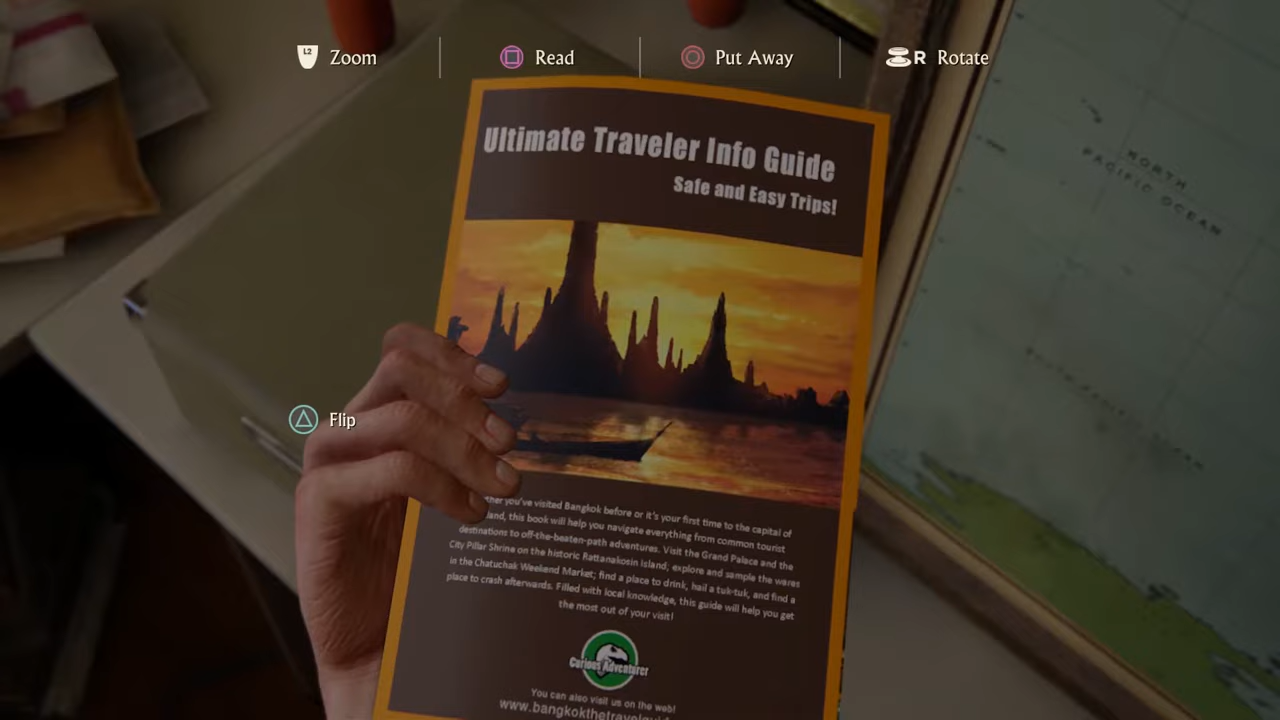 L2 Zoom
Read
Put Away
R Rotate
Ultimate Traveler Info Guide
Safe and Easy Trips!
NORTH
PACIFIC OCEAN
Flip
you've visited Bangkok before or it's your first time to the capital of
this book will help you navigate everything from common tourist
destinations to off-the-beaten-path adventures. Visit the Grand Palace and the
City Pillar Shrine on the historic Rattanakosin Island; explore and sample the wares
in the Chatuchak Weekend Market; find a place to drink, hail a tuk-tuk, and find a
place to crash afterwards. Filled with local knowledge, this guide will help you get
the most out of your visit!
Curious Adventurer
You can also visit us on the web!